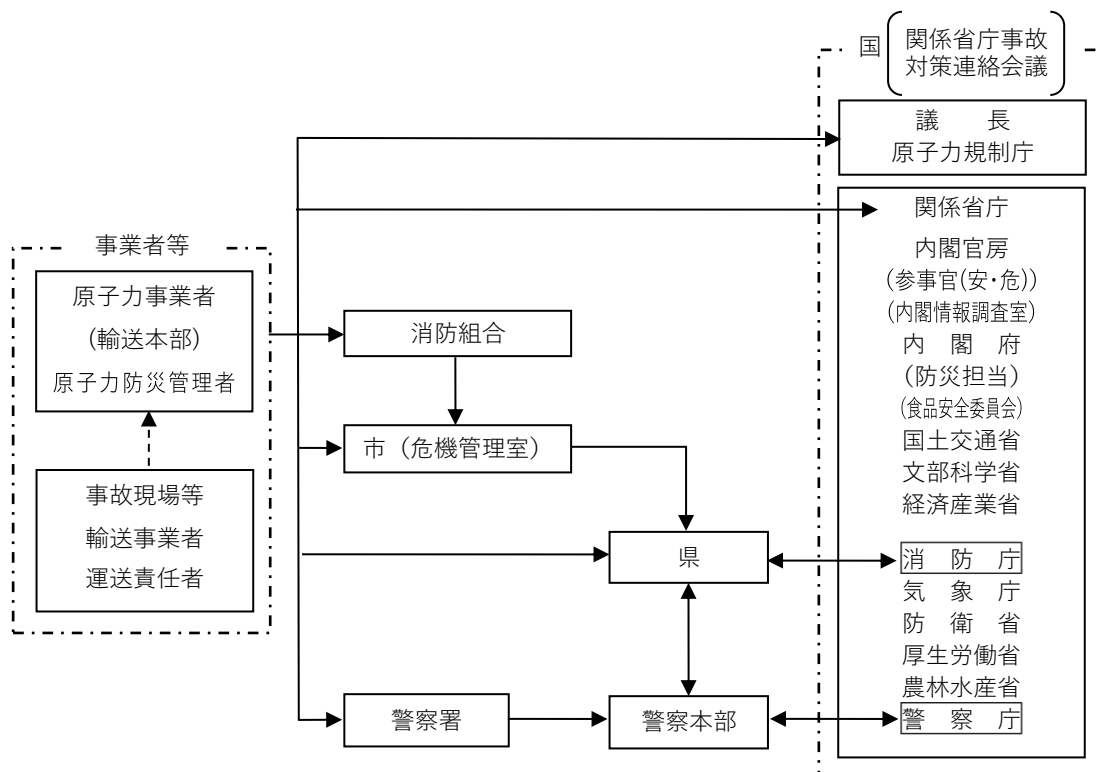 国
関係省庁事故
対策連絡会議
議 長
原子力規制庁
関係省庁
内閣官房
(参事官(安・危))
(内閣情報調査室)
内 閣 府
(防災担当)
(食品安全委員会)
国土交通省
文部科学省
経済産業省
消 防 庁
気 象 庁
防 衛 省
厚生労働省
農林水産省
警 察 庁
事業者等
原子力事業者
(輸送本部)
原子力防災管理者
事故現場等
輸送事業者
運送責任者
消防組合
市(危機管理室)
県
警察署
警察本部